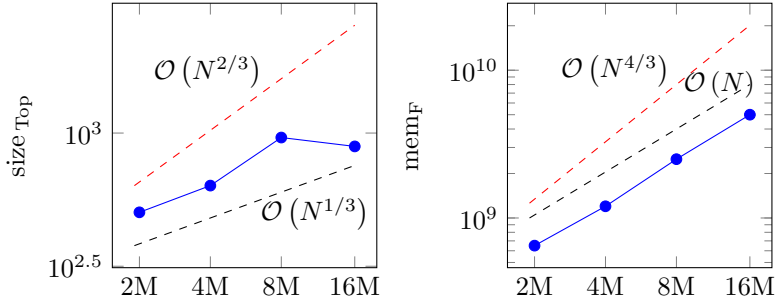 size_Top
10^3
10^2.5
O(N^2/3)
O(N^1/3)
2M 4M 8M 16M
mem_F
10^10
10^9
O(N^4/3)
O(N)
2M 4M 8M 16M